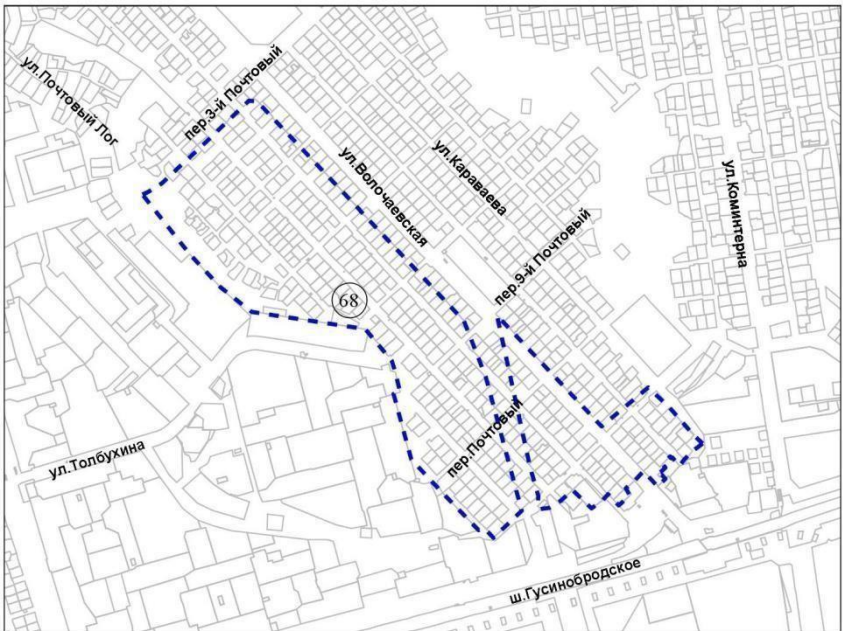 пер.3-й Почтовый
ул.Почтовый Лог
ул.Волочаевская
ул.Караваева
ул.Коминтерна
пер.9-й Почтовый
68
пер.Почтовый
ул.Толбухина
ш.Гусинобродское